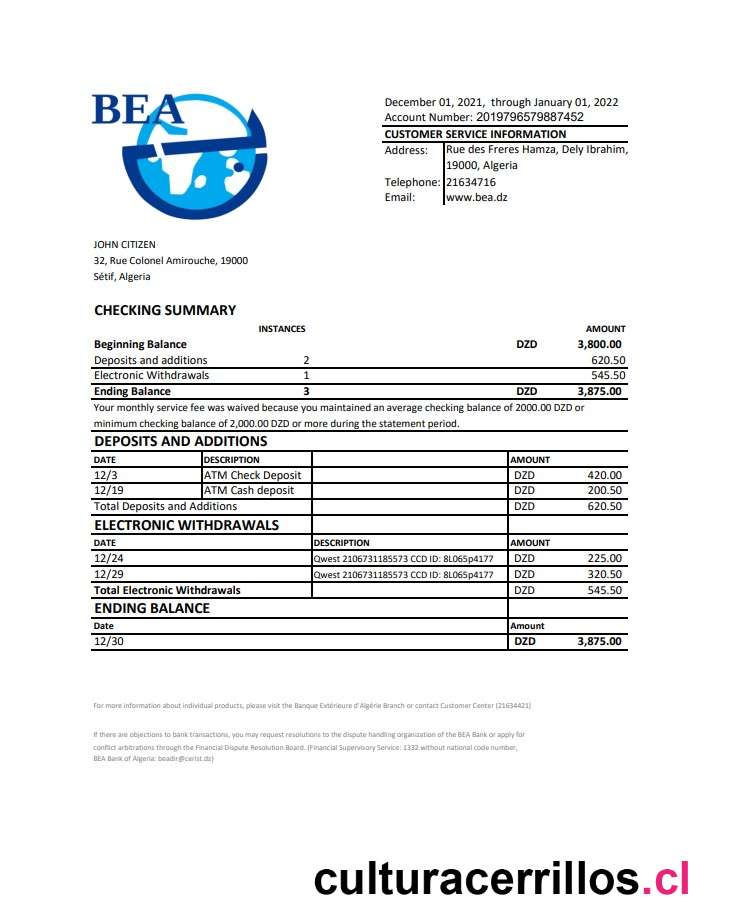 BEA
December 01, 2021, through January 01, 2022
Account Number: 2019796579887452
CUSTOMER SERVICE INFORMATION
Address: Rue des Freres Hamza, Dely Ibrahim,
19000, Algeria
Telephone: 21634716
Email: www.bea.dz
JOHN CITIZEN
32, Rue Colonel Amirouche, 19000
Sétif, Algeria
CHECKING SUMMARY
INSTANCES AMOUNT
Beginning Balance DZD 3,800.00
Deposits and additions 2 620.50
Electronic Withdrawals 1 545.50
Ending Balance 3 DZD 3,875.00
Your monthly service fee was waived because you maintained an average checking balance of 2000.00 DZD or
minimum checking balance of 2,000.00 DZD or more during the statement period.
DEPOSITS AND ADDITIONS
DATE DESCRIPTION AMOUNT
12/3 ATM Check Deposit DZD 420.00
12/19 ATM Cash deposit DZD 200.50
Total Deposits and Additions DZD 620.50
ELECTRONIC WITHDRAWALS
DATE DESCRIPTION AMOUNT
12/24 Qwest 2106731185573 CCD ID: 8L065p4177 DZD 225.00
12/29 Qwest 2106731185573 CCD ID: 8L065p4177 DZD 320.50
Total Electronic Withdrawals DZD 545.50
ENDING BALANCE
Date Amount
12/30 DZD 3,875.00
For more information about individual products, please visit the Banque Extérieure d'Algérie Branch or contact Customer Center (21634421)
If there are objections to bank transactions, you may request resolutions to the dispute handling organization of the BEA Bank or apply for
conflict arbitrations through the Financial Dispute Resolution Board. (Financial Supervisory Service: 1332 without national code number,
BEA Bank of Algeria: beadir@cerist.dz)
culturacerrillos.cl